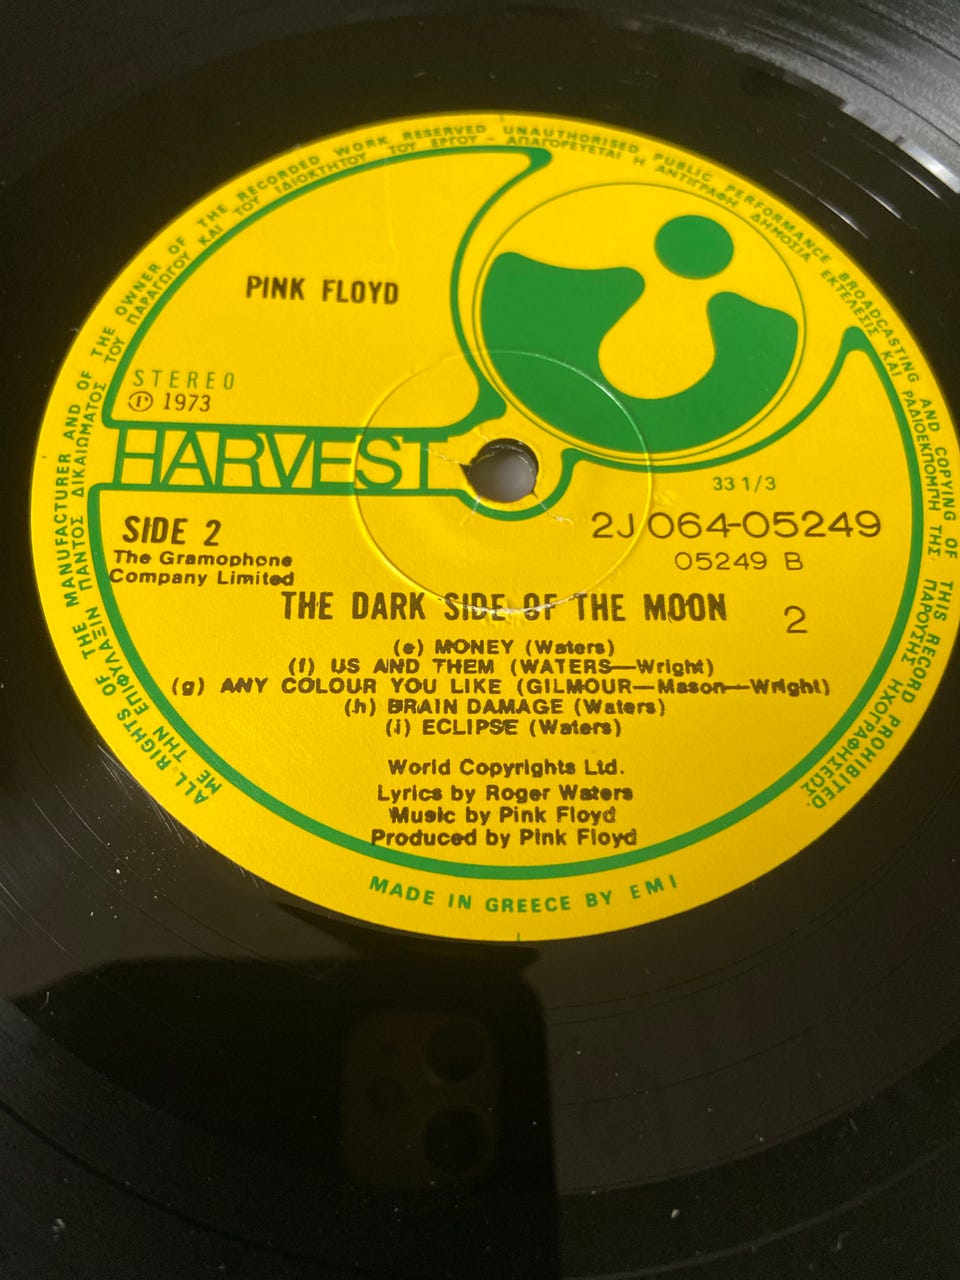 ALL RIGHTS OF THE MANUFACTURER AND OF THE OWNER OF THE RECORDED WORK RESERVED UNAUTHORISED PUBLIC PERFORMANCE BROADCASTING AND COPYING OF THIS RECORD PROHIBITED.
ΜΕ ΤΗΝ ΕΠΙΦΥΛΑΞΙΝ ΠΑΝΤΟΣ ΔΙΚΑΙΩΜΑΤΟΣ ΤΟΥ ΠΑΡΑΓΩΓΟΥ ΚΑΙ ΤΟΥ ΙΔΙΟΚΤΗΤΟΥ ΤΟΥ ΕΡΓΟΥ – ΑΠΑΓΟΡΕΥΕΤΑΙ Η ΑΝΤΙΓΡΑΦΗ ΔΗΜΟΣΙΑ ΕΚΤΕΛΕΣΙΣ ΚΑΙ ΡΑΔΙΟΕΚΠΟΜΠΗ ΤΗΣ ΠΑΡΟΥΣΗΣ ΗΧΟΓΡΑΦΗΣΕΩΣ
PINK FLOYD
STEREO
Ⓟ 1973
HARVEST
33 1/3
SIDE 2
2J 064-05249
The Gramophone
Company Limited
05249 B
THE DARK SIDE OF THE MOON
2
(e) MONEY (Waters)
(f) US AND THEM (WATERS—Wright)
(g) ANY COLOUR YOU LIKE (GILMOUR—Mason—Wright)
(h) BRAIN DAMAGE (Waters)
(i) ECLIPSE (Waters)
World Copyrights Ltd.
Lyrics by Roger Waters
Music by Pink Floyd
Produced by Pink Floyd
MADE IN GREECE BY EMI